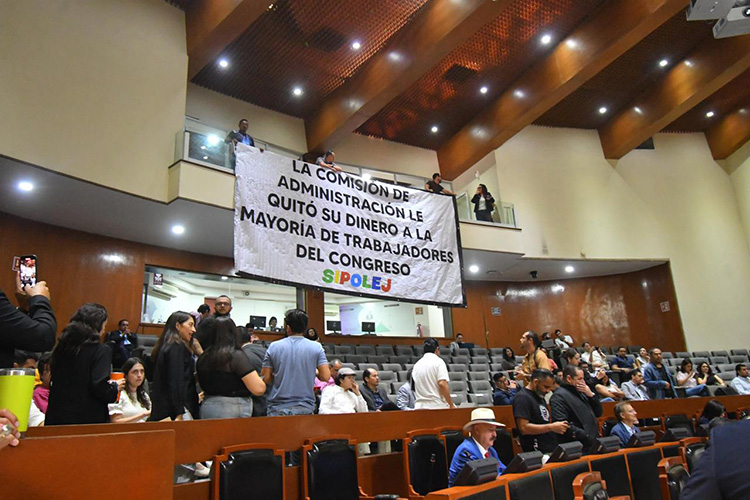 LA COMISIÓN DE
ADMINISTRACIÓN LE
QUITÓ SU DINERO A LA
MAYORÍA DE TRABAJADORES
DEL CONGRESO
SIPOLEJ